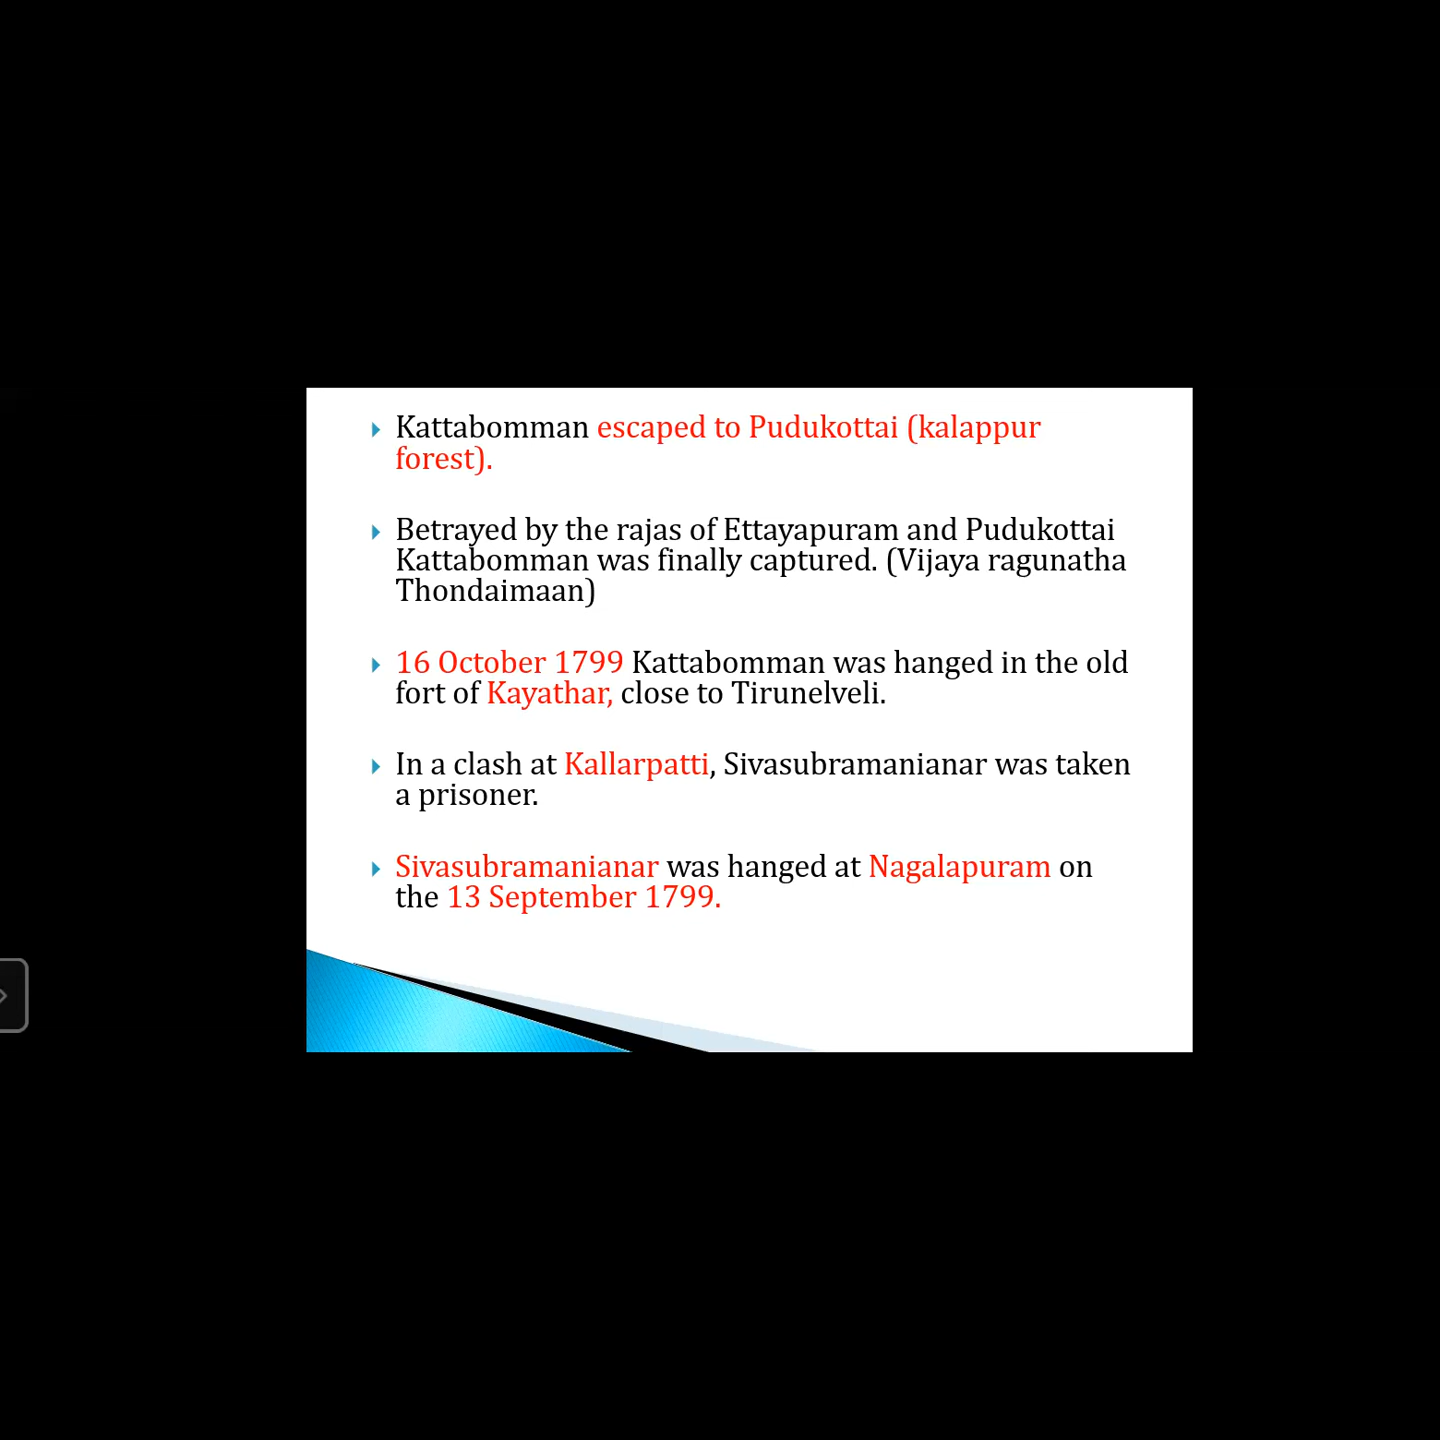 Kattabomman escaped to Pudukottai (kalappur
forest).
Betrayed by the rajas of Ettayapuram and Pudukottai
Kattabomman was finally captured. (Vijaya ragunatha
Thondaimaan)
16 October 1799 Kattabomman was hanged in the old
fort of Kayathar, close to Tirunelveli.
In a clash at Kallarpatti, Sivasubramanianar was taken
a prisoner.
Sivasubramanianar was hanged at Nagalapuram on
the 13 September 1799.